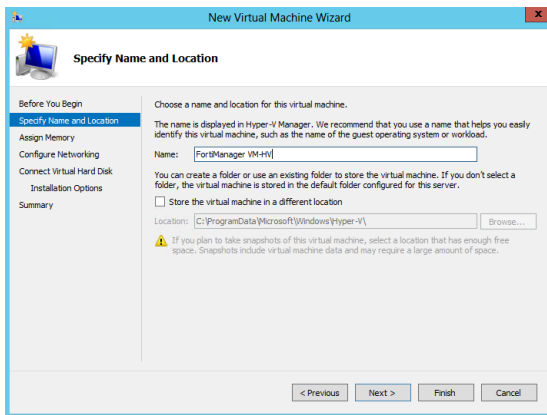 New Virtual Machine Wizard
x
Specify Name and Location
Before You Begin
Specify Name and Location
Assign Memory
Configure Networking
Connect Virtual Hard Disk
Installation Options
Summary
Choose a name and location for this virtual machine.
The name is displayed in Hyper-V Manager. We recommend that you use a name that helps you easily
identify this virtual machine, such as the name of the guest operating system or workload.
Name: FortiManager VM-HV
You can create a folder or use an existing folder to store the virtual machine. If you don't select a
folder, the virtual machine is stored in the default folder configured for this server.
Store the virtual machine in a different location
Location: C:\ProgramData\Microsoft\Windows\Hyper-V\ Browse...
If you plan to take snapshots of this virtual machine, select a location that has enough free
space. Snapshots include virtual machine data and may require a large amount of space.
< Previous Next > Finish Cancel